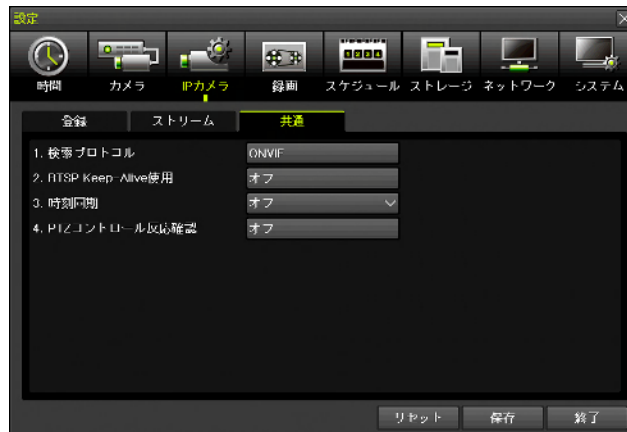 設定
時間 カメラ IPカメラ 録画 スケジュール ストレージ ネットワーク システム
登録 ストリーム 共通
1. 検索プロトコル ONVIF
2. RTSP Keep-Alive使用 オフ
3. 時刻同期 オフ
4. PTZコントロール反応確認 オフ
リセット 保存 終了